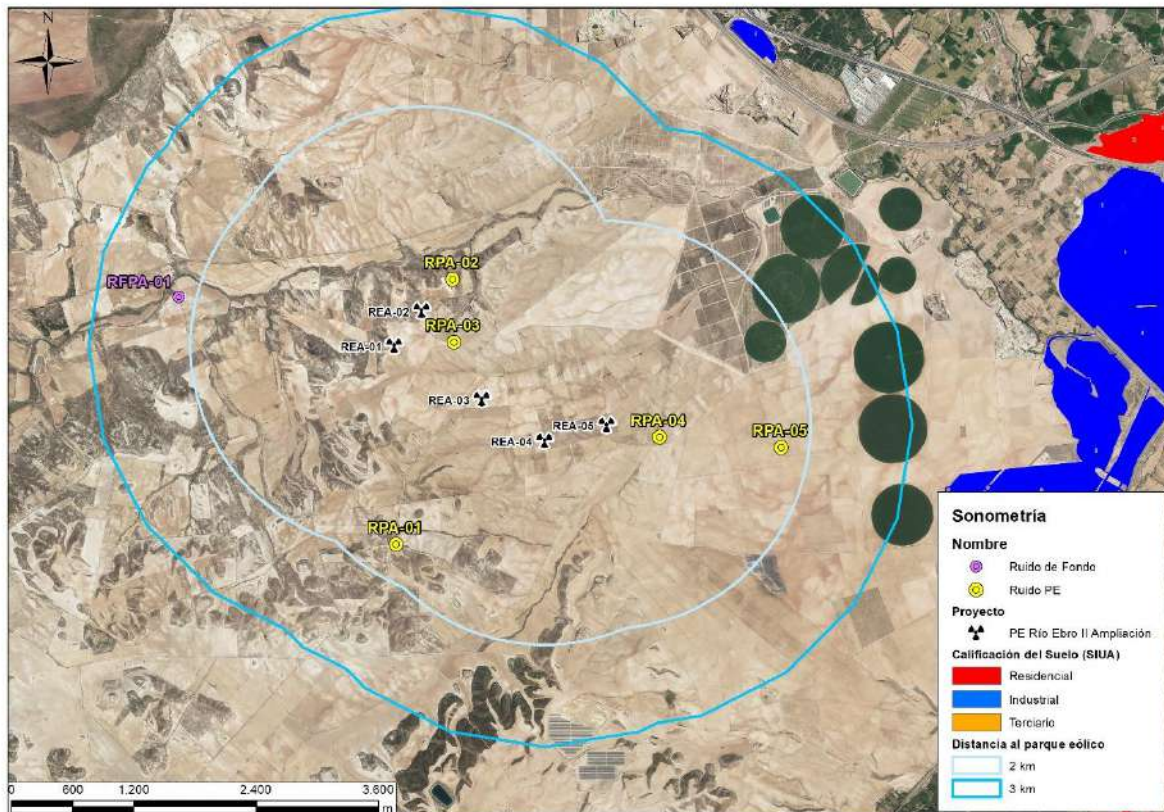 N
RFPA-01
RPA-02
REA-02
RPA-03
REA-01
REA-03
REA-05
RPA-04
REA-04
RPA-05
RPA-01
Sonometría
Nombre
Ruido de Fondo
Ruido PE
Proyecto
PE Río Ebro II Ampliación
Calificación del Suelo (SIUA)
Residencial
Industrial
Terciario
Distancia al parque eólico
2 km
3 km
0 600 1.200 2.400 3.600
m